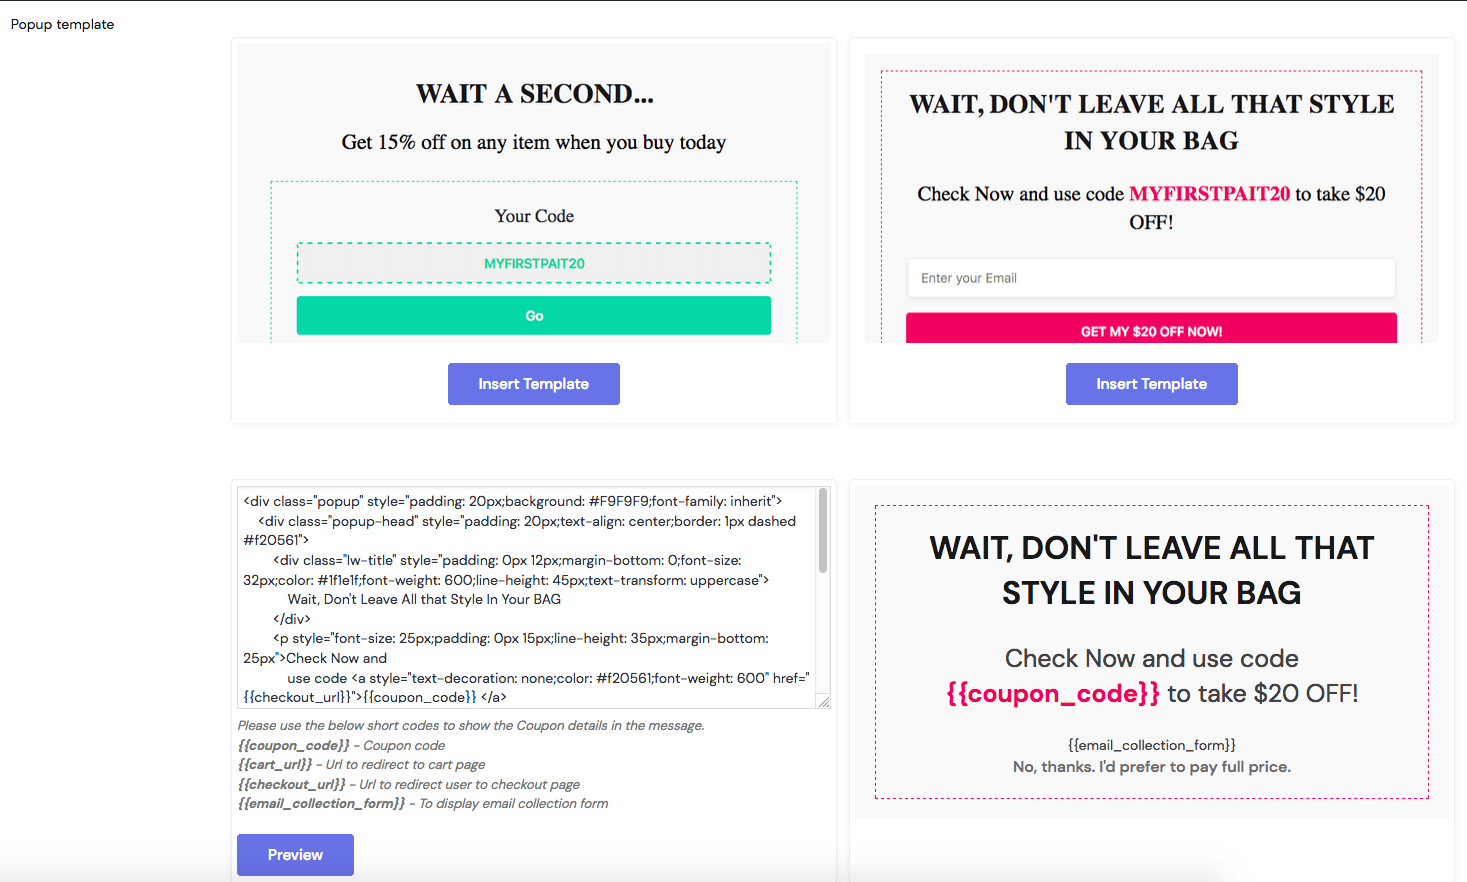 Popup template
WAIT A SECOND...
Get 15% off on any item when you buy today
Your Code
MYFIRSTPAIT20
Go
Insert Template
WAIT, DON'T LEAVE ALL THAT STYLE
IN YOUR BAG
Check Now and use code MYFIRSTPAIT20 to take $20
OFF!
Enter your Email
GET MY $20 OFF NOW!
Insert Template
<div class="popup" style="padding: 20px;background: #F9F9F9;font-family: inherit">
<div class="popup-head" style="padding: 20px;text-align: center;border: 1px dashed
#f20561">
<div class="lw-title" style="padding: 0px 12px;margin-bottom: 0;font-size:
32px;color: #1f1e1f;font-weight: 600;line-height: 45px;text-transform: uppercase">
Wait, Don't Leave All that Style In Your BAG
</div>
<p style="font-size: 25px;padding: 0px 15px;line-height: 35px;margin-bottom:
25px">Check Now and
use code <a style="text-decoration: none;color: #f20561;font-weight: 600" href="
{{checkout_url}}">{{coupon_code}} </a>
Please use the below short codes to show the Coupon details in the message.
{{coupon_code}} - Coupon code
{{cart_url}} - Url to redirect to cart page
{{checkout_url}} - Url to redirect user to checkout page
{{email_collection_form}} - To display email collection form
Preview
WAIT, DON'T LEAVE ALL THAT
STYLE IN YOUR BAG
Check Now and use code
{{coupon_code}} to take $20 OFF!
{{email_collection_form}}
No, thanks. I'd prefer to pay full price.